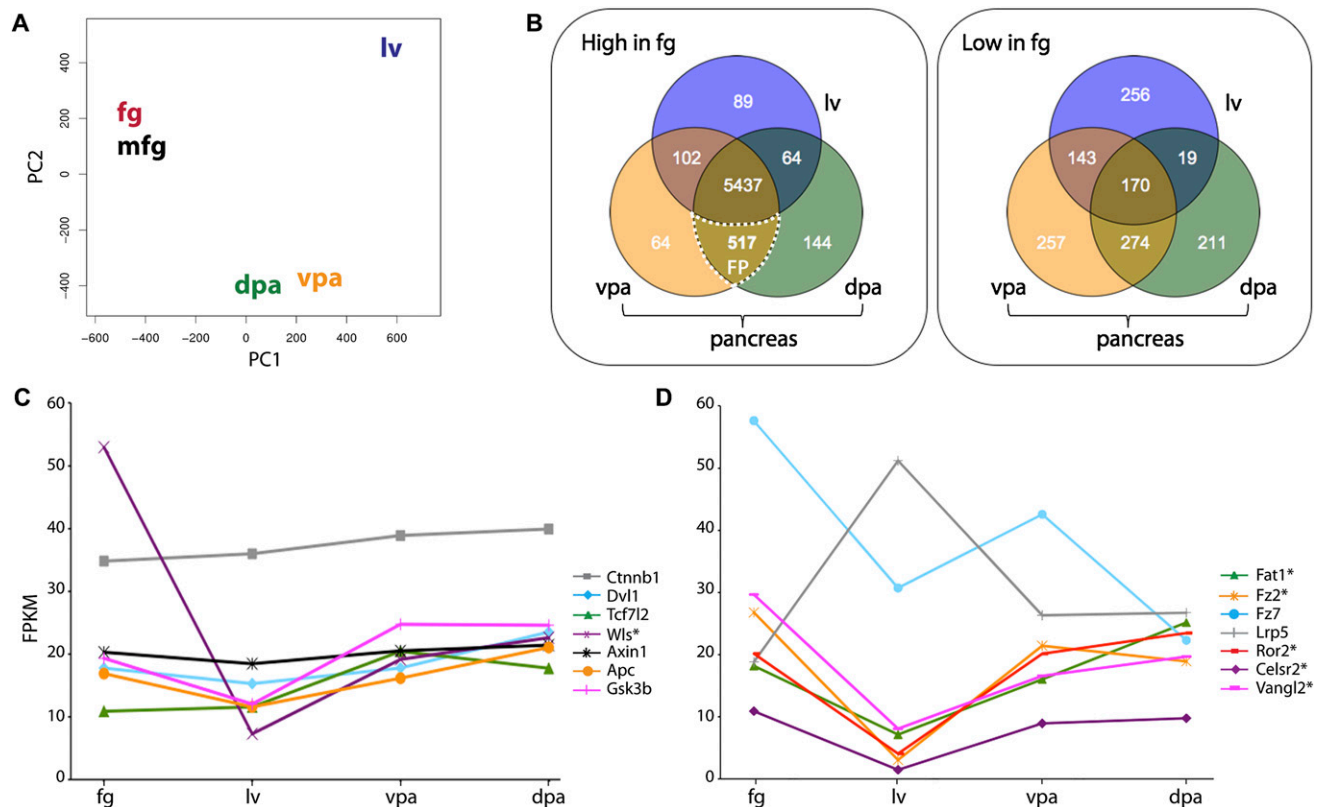 A
lv
fg
mfg
dpa
vpa
PC2
400
200
0
−200
−400
−600
−400
−200
0
200
400
600
PC1
B
High in fg
89
lv
102
64
5437
64
517
144
FP
vpa
dpa
pancreas
Low in fg
256
lv
143
19
170
257
274
211
vpa
dpa
pancreas
C
60
50
40
30
20
10
0
FPKM
fg
lv
vpa
dpa
Ctnnb1
Dvl1
Tcf7l2
Wls*
Axin1
Apc
Gsk3b
D
60
50
40
30
20
10
0
fg
lv
vpa
dpa
Fat1*
Fz2*
Fz7
Lrp5
Ror2*
Celsr2*
Vangl2*